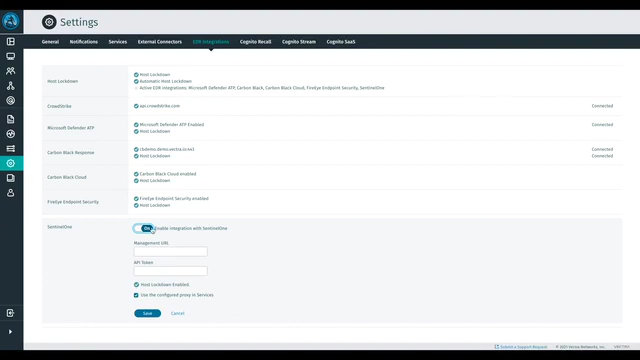 Settings
General Notifications Services External Connectors EDR Integrations Cognito Recall Cognito Stream Cognito SaaS
Host Lockdown
Host Lockdown
Automatic Host Lockdown
Active EDR integrations: Microsoft Defender ATP, Carbon Black, Carbon Black Cloud, FireEye Endpoint Security, SentinelOne
CrowdStrike
api.crowdstrike.com
Connected
Microsoft Defender ATP
Microsoft Defender ATP Enabled
Connected
Host Lockdown
Carbon Black Response
cbdemo.demo.vectra.io:443
Connected
Host Lockdown
Connected
Carbon Black Cloud
Carbon Black Cloud enabled
Host Lockdown
FireEye Endpoint Security
FireEye Endpoint Security enabled
Host Lockdown
SentinelOne
On
Enable integration with SentinelOne
Management URL
API Token
Host Lockdown Enabled.
Use the configured proxy in Services
Save Cancel
Submit a Support Request © 2021 Vectra Networks, Inc.